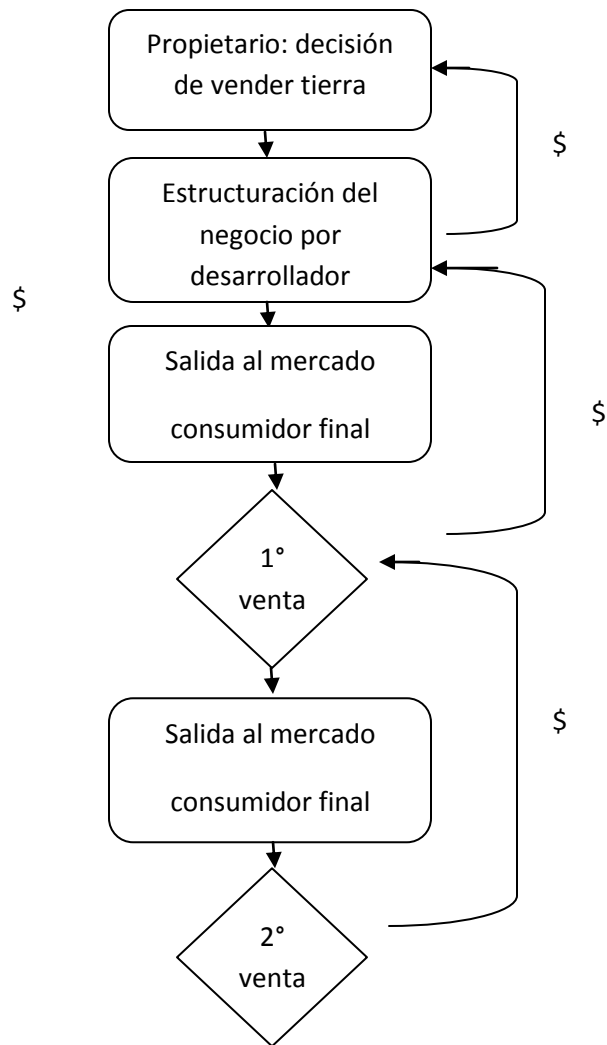 Propietario: decisión
de vender tierra
$
Estructuración del
negocio por
desarrollador
$
Salida al mercado
consumidor final
$
1°
venta
Salida al mercado
consumidor final
$
2°
venta